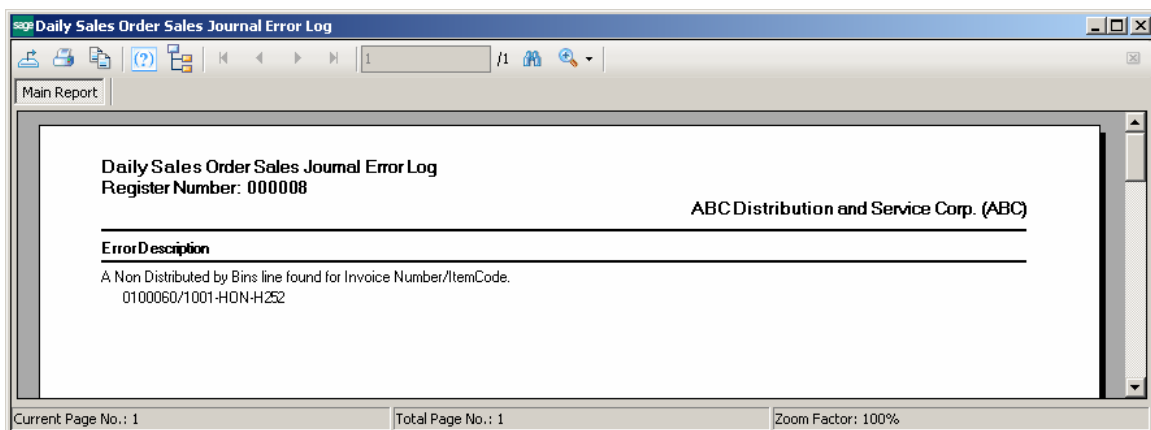 sage Daily Sales Order Sales Journal Error Log
1 /1
Main Report
Daily Sales Order Sales Journal Error Log
Register Number: 000008
ABC Distribution and Service Corp. (ABC)
Error Description
A Non Distributed by Bins line found for Invoice Number/ItemCode.
0100060/1001-HON-H252
Current Page No.: 1 Total Page No.: 1 Zoom Factor: 100%